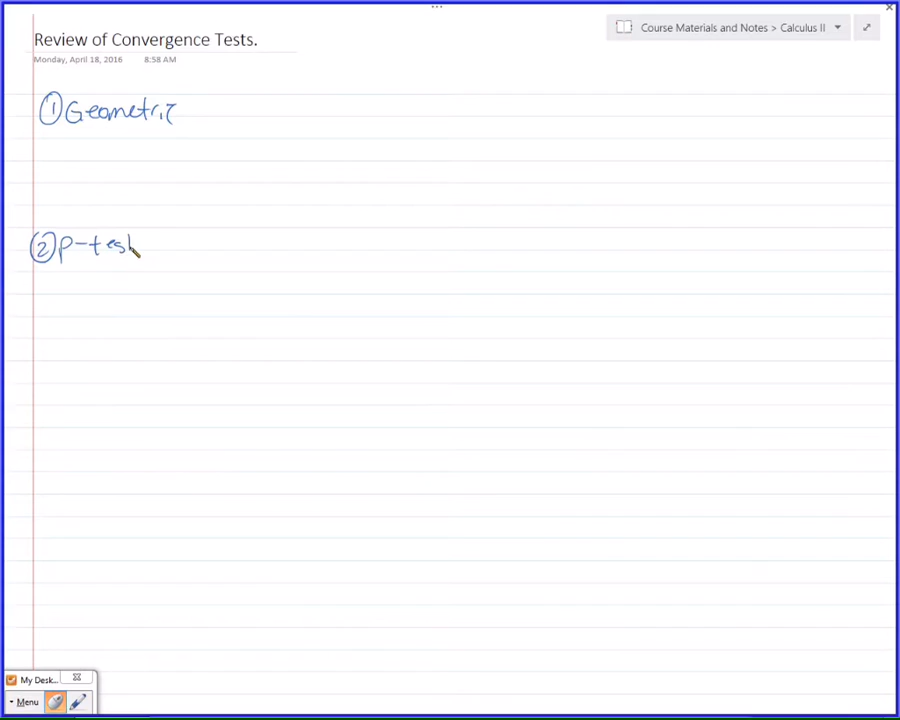 Course Materials and Notes > Calculus II
Review of Convergence Tests.
Monday, April 18, 2016 8:58 AM
① Geometric
② p-test
My Desk...
Menu